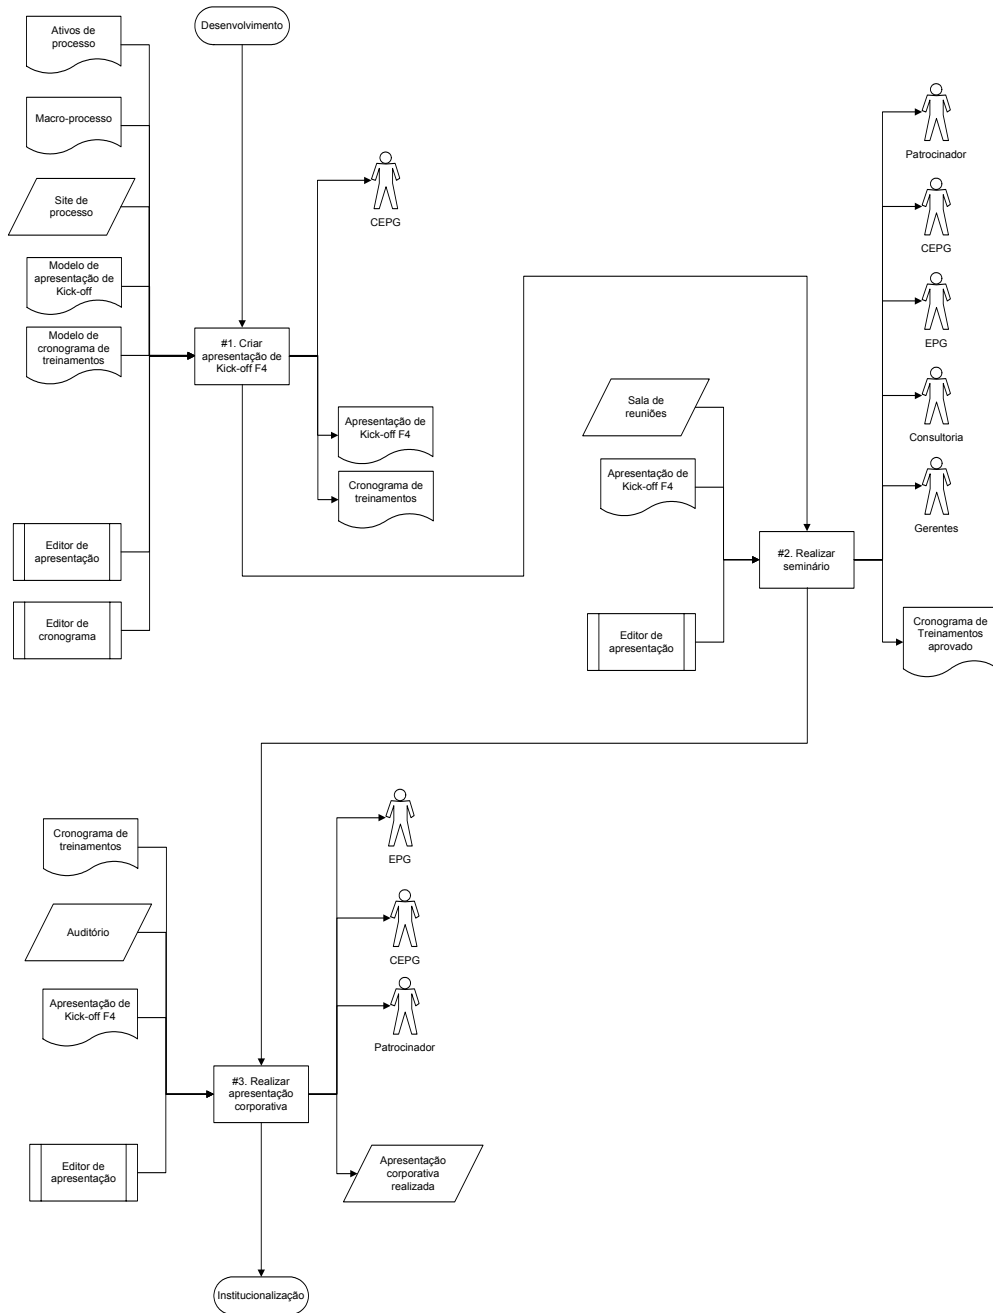 Desenvolvimento
Ativos de
processo
Macro-processo
Site de
processo
Modelo de
apresentação de
Kick-off
Modelo de
cronograma de
treinamentos
Editor de
apresentação
Editor de
cronograma
#1. Criar
apresentação de
Kick-off F4
CEPG
Apresentação de
Kick-off F4
Cronograma de
treinamentos
Sala de
reuniões
Apresentação de
Kick-off F4
Editor de
apresentação
#2. Realizar
seminário
Patrocinador
CEPG
EPG
Consultoria
Gerentes
Cronograma de
Treinamentos
aprovado
Cronograma de
treinamentos
Auditório
Apresentação de
Kick-off F4
Editor de
apresentação
#3. Realizar
apresentação
corporativa
EPG
CEPG
Patrocinador
Apresentação
corporativa
realizada
Institucionalização